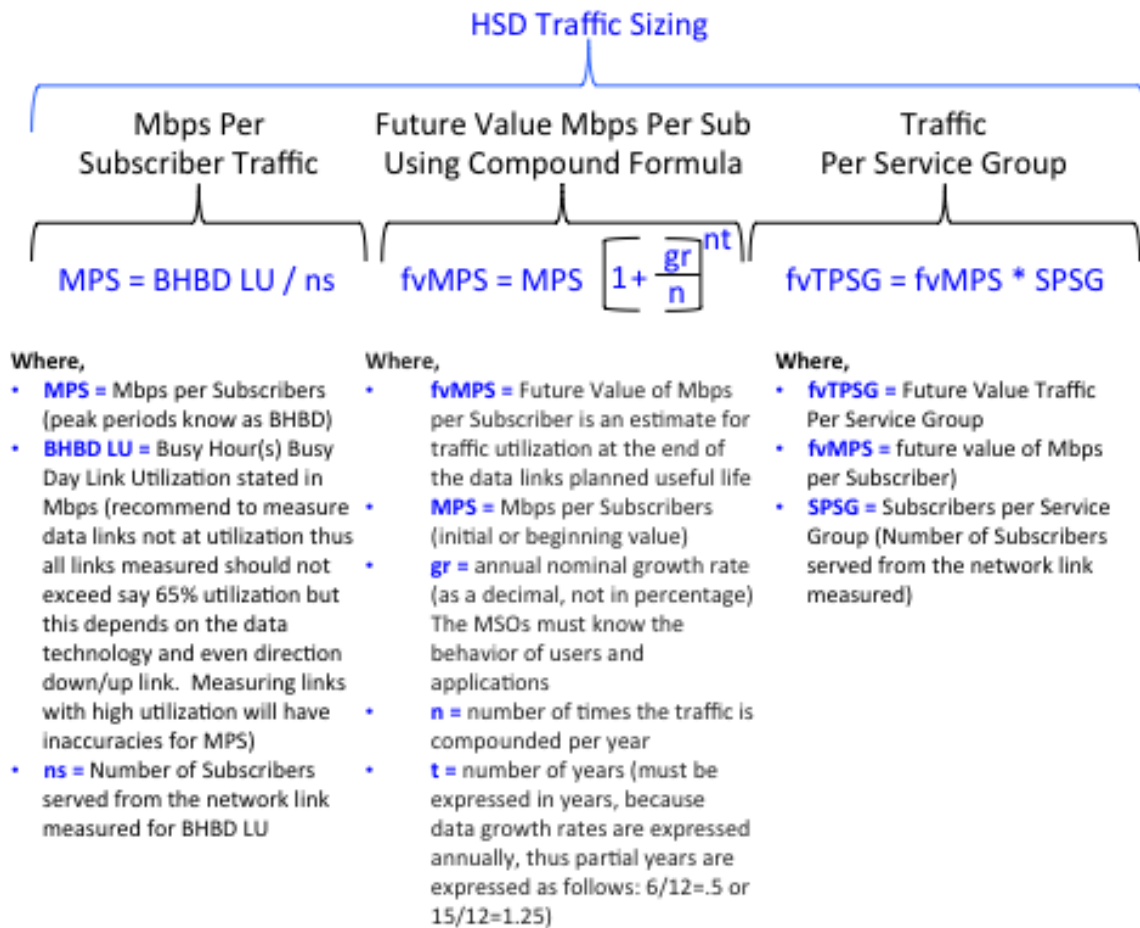 HSD Traffic Sizing
Mbps Per
Subscriber Traffic
MPS = BHBD LU / ns
Where,
• MPS = Mbps per Subscribers
(peak periods know as BHBD)
• BHBD LU = Busy Hour(s) Busy
Day Link Utilization stated in
Mbps (recommend to measure
data links not at utilization thus
all links measured should not
exceed say 65% utilization but
this depends on the data
technology and even direction
down/up link. Measuring links
with high utilization will have
inaccuracies for MPS)
• ns = Number of Subscribers
served from the network link
measured for BHBD LU
Future Value Mbps Per Sub
Using Compound Formula
fvMPS = MPS [1 + gr/n]^nt
Where,
• fvMPS = Future Value of Mbps
per Subscriber is an estimate for
traffic utilization at the end of
the data links planned useful life
• MPS = Mbps per Subscribers
(initial or beginning value)
• gr = annual nominal growth rate
(as a decimal, not in percentage)
The MSOs must know the
behavior of users and
applications
• n = number of times the traffic is
compounded per year
• t = number of years (must be
expressed in years, because
data growth rates are expressed
annually, thus partial years are
expressed as follows: 6/12=.5 or
15/12=1.25)
Traffic
Per Service Group
fvTPSG = fvMPS * SPSG
Where,
• fvTPSG = Future Value Traffic
Per Service Group
• fvMPS = future value of Mbps
per Subscriber)
• SPSG = Subscribers per Service
Group (Number of Subscribers
served from the network link
measured)